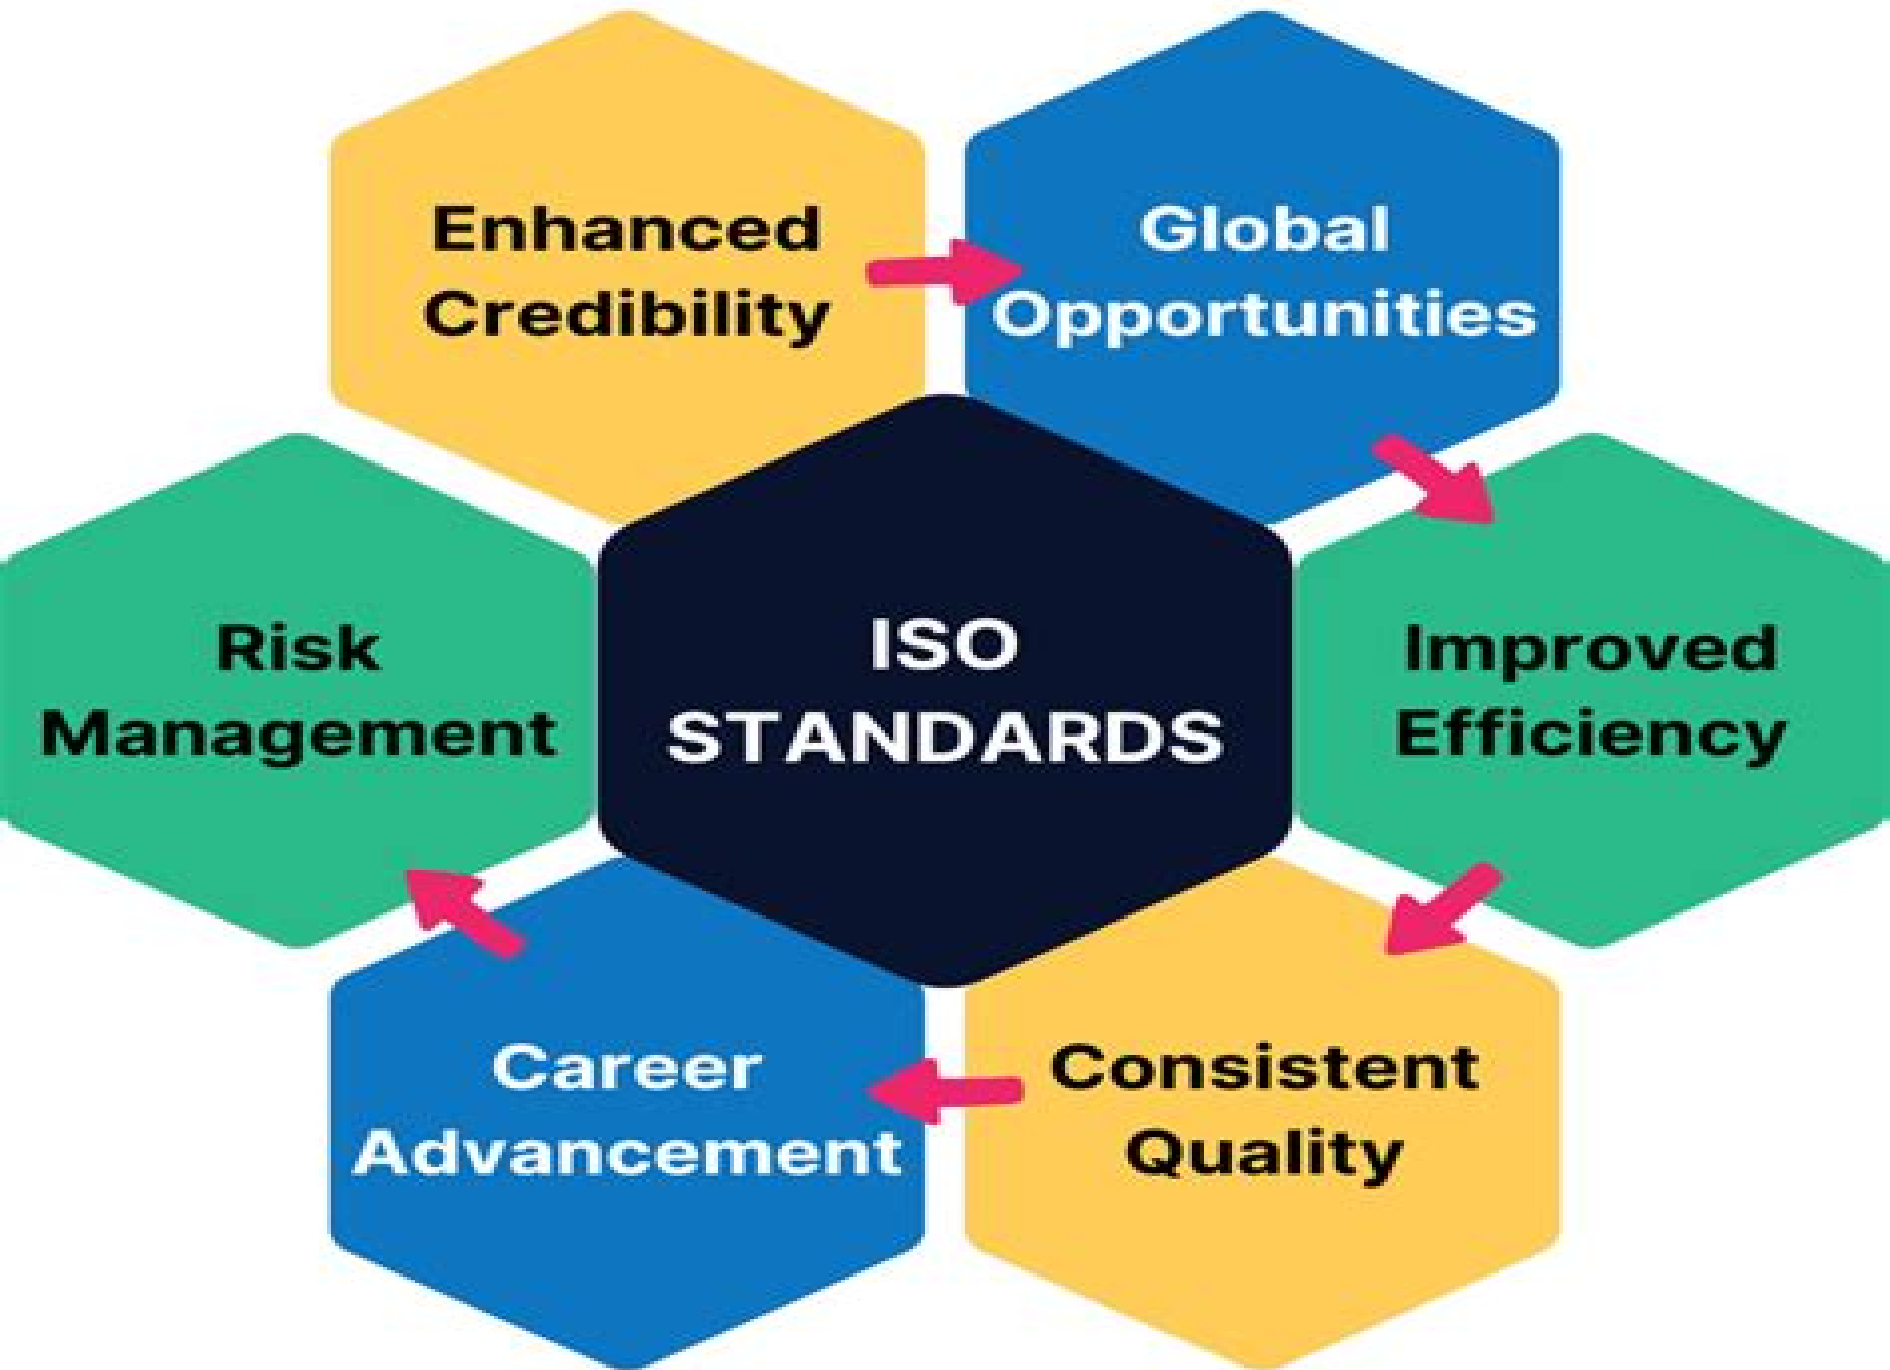 Enhanced
Credibility
Global
Opportunities
Risk
Management
ISO
STANDARDS
Improved
Efficiency
Career
Advancement
Consistent
Quality